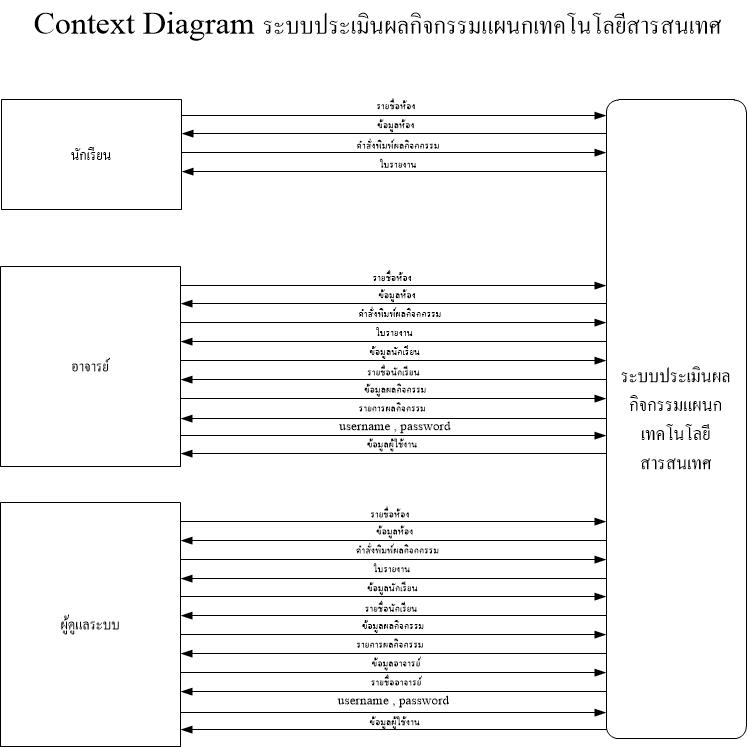 Context Diagram ระบบประเมินผลกิจกรรมแผนกเทคโนโลยีสารสนเทศ
นักเรียน
รายชื่อห้อง
ข้อมูลห้อง
คำสั่งพิมพ์ผลกิจกกรรม
ใบรายงาน
อาจารย์
รายชื่อห้อง
ข้อมูลห้อง
คำสั่งพิมพ์ผลกิจกกรรม
ใบรายงาน
ข้อมูลนักเรียน
รายชื่อนักเรียน
ข้อมูลผลกิจกรรม
รายการผลกิจกรรม
username , password
ข้อมูลผู้ใช้งาน
ระบบประเมินผล
กิจกรรมแผนก
เทคโนโลยี
สารสนเทศ
ผู้ดูแลระบบ
รายชื่อห้อง
ข้อมูลห้อง
คำสั่งพิมพ์ผลกิจกกรรม
ใบรายงาน
ข้อมูลนักเรียน
รายชื่อนักเรียน
ข้อมูลผลกิจกรรม
รายการผลกิจกรรม
ข้อมูลอาจารย์
รายชื่ออาจารย์
username , password
ข้อมูลผู้ใช้งาน